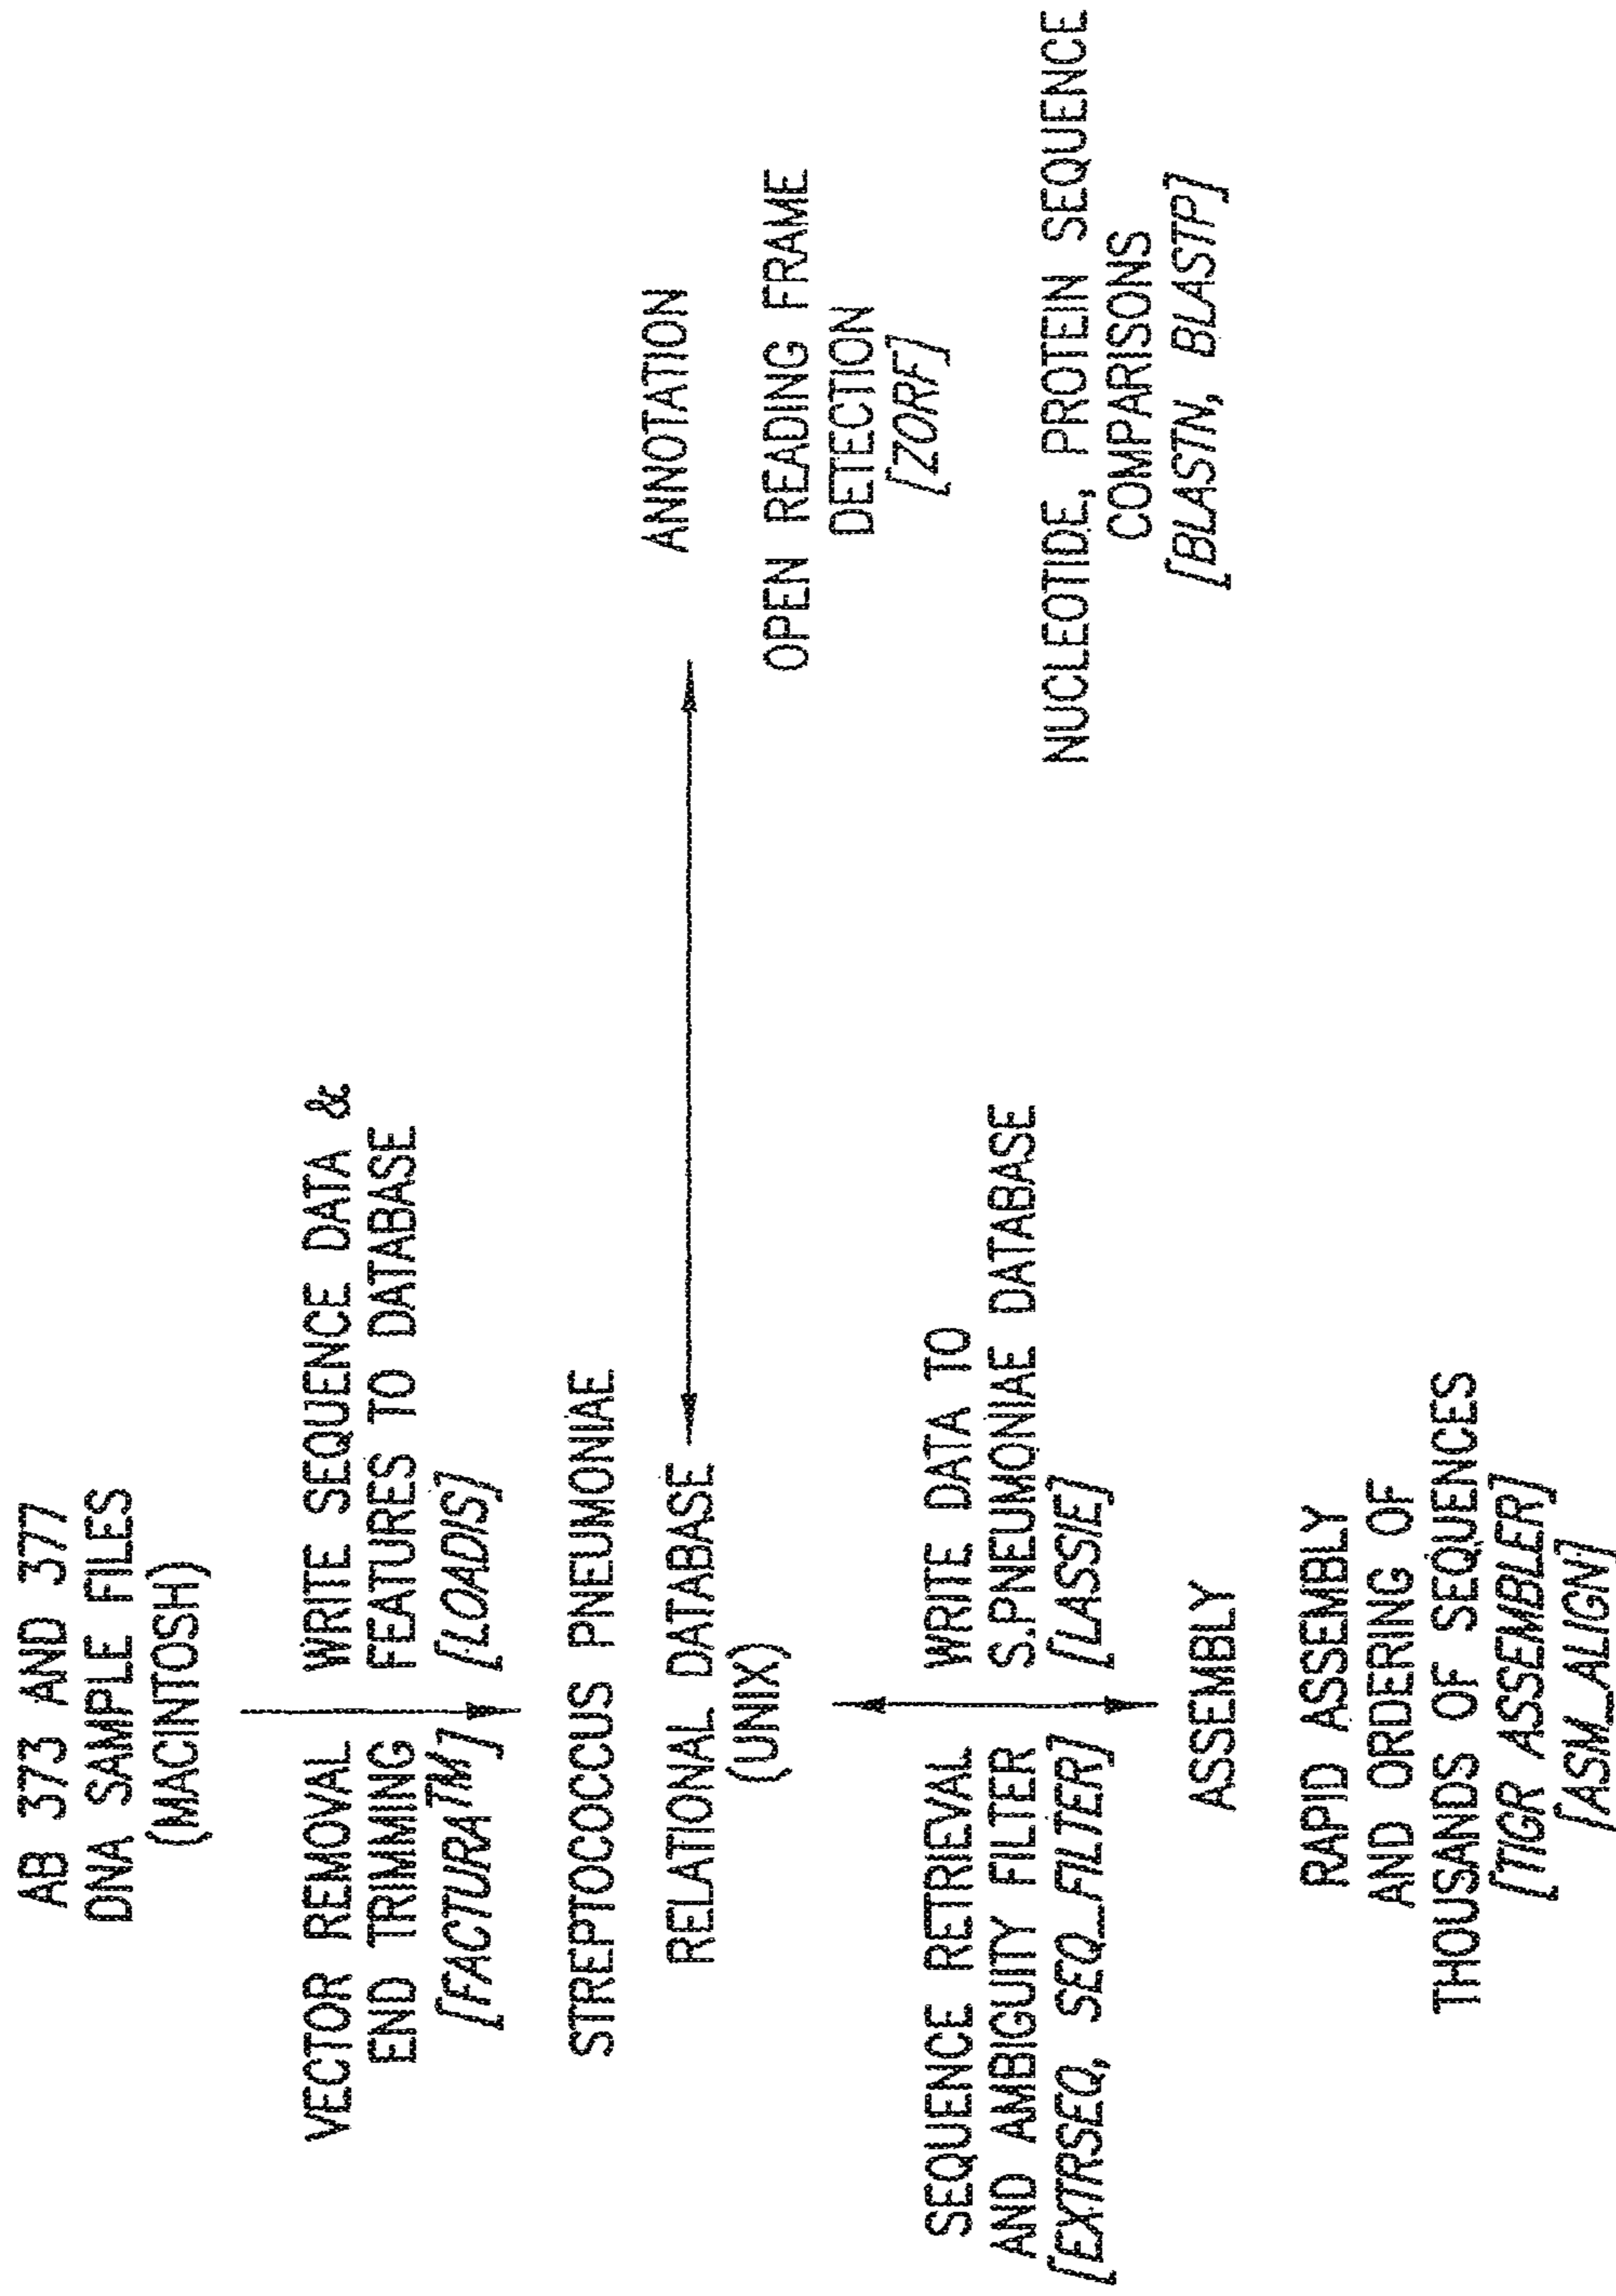 AB 373 AND 377
DNA SAMPLE FILES
(MACINTOSH)
VECTOR REMOVAL
END TRIMMING
[FACTURA™]
WRITE SEQUENCE DATA &
FEATURES TO DATABASE
[LOADIS]
STREPTOCOCCUS PNEUMONIAE
RELATIONAL DATABASE
(UNIX)
ANNOTATION
OPEN READING FRAME
DETECTION
[ZORF]
NUCLEOTIDE, PROTEIN SEQUENCE
COMPARISONS
[BLASTN, BLASTP]
SEQUENCE RETRIEVAL
AND AMBIGUITY FILTER
[EXTRSEQ, SEQ_FILTER]
WRITE DATA TO
S.PNEUMONIAE DATABASE
[LASSIE]
ASSEMBLY
RAPID ASSEMBLY
AND ORDERING OF
THOUSANDS OF SEQUENCES
[TIGR ASSEMBLER]
[ASM_ALIGN]